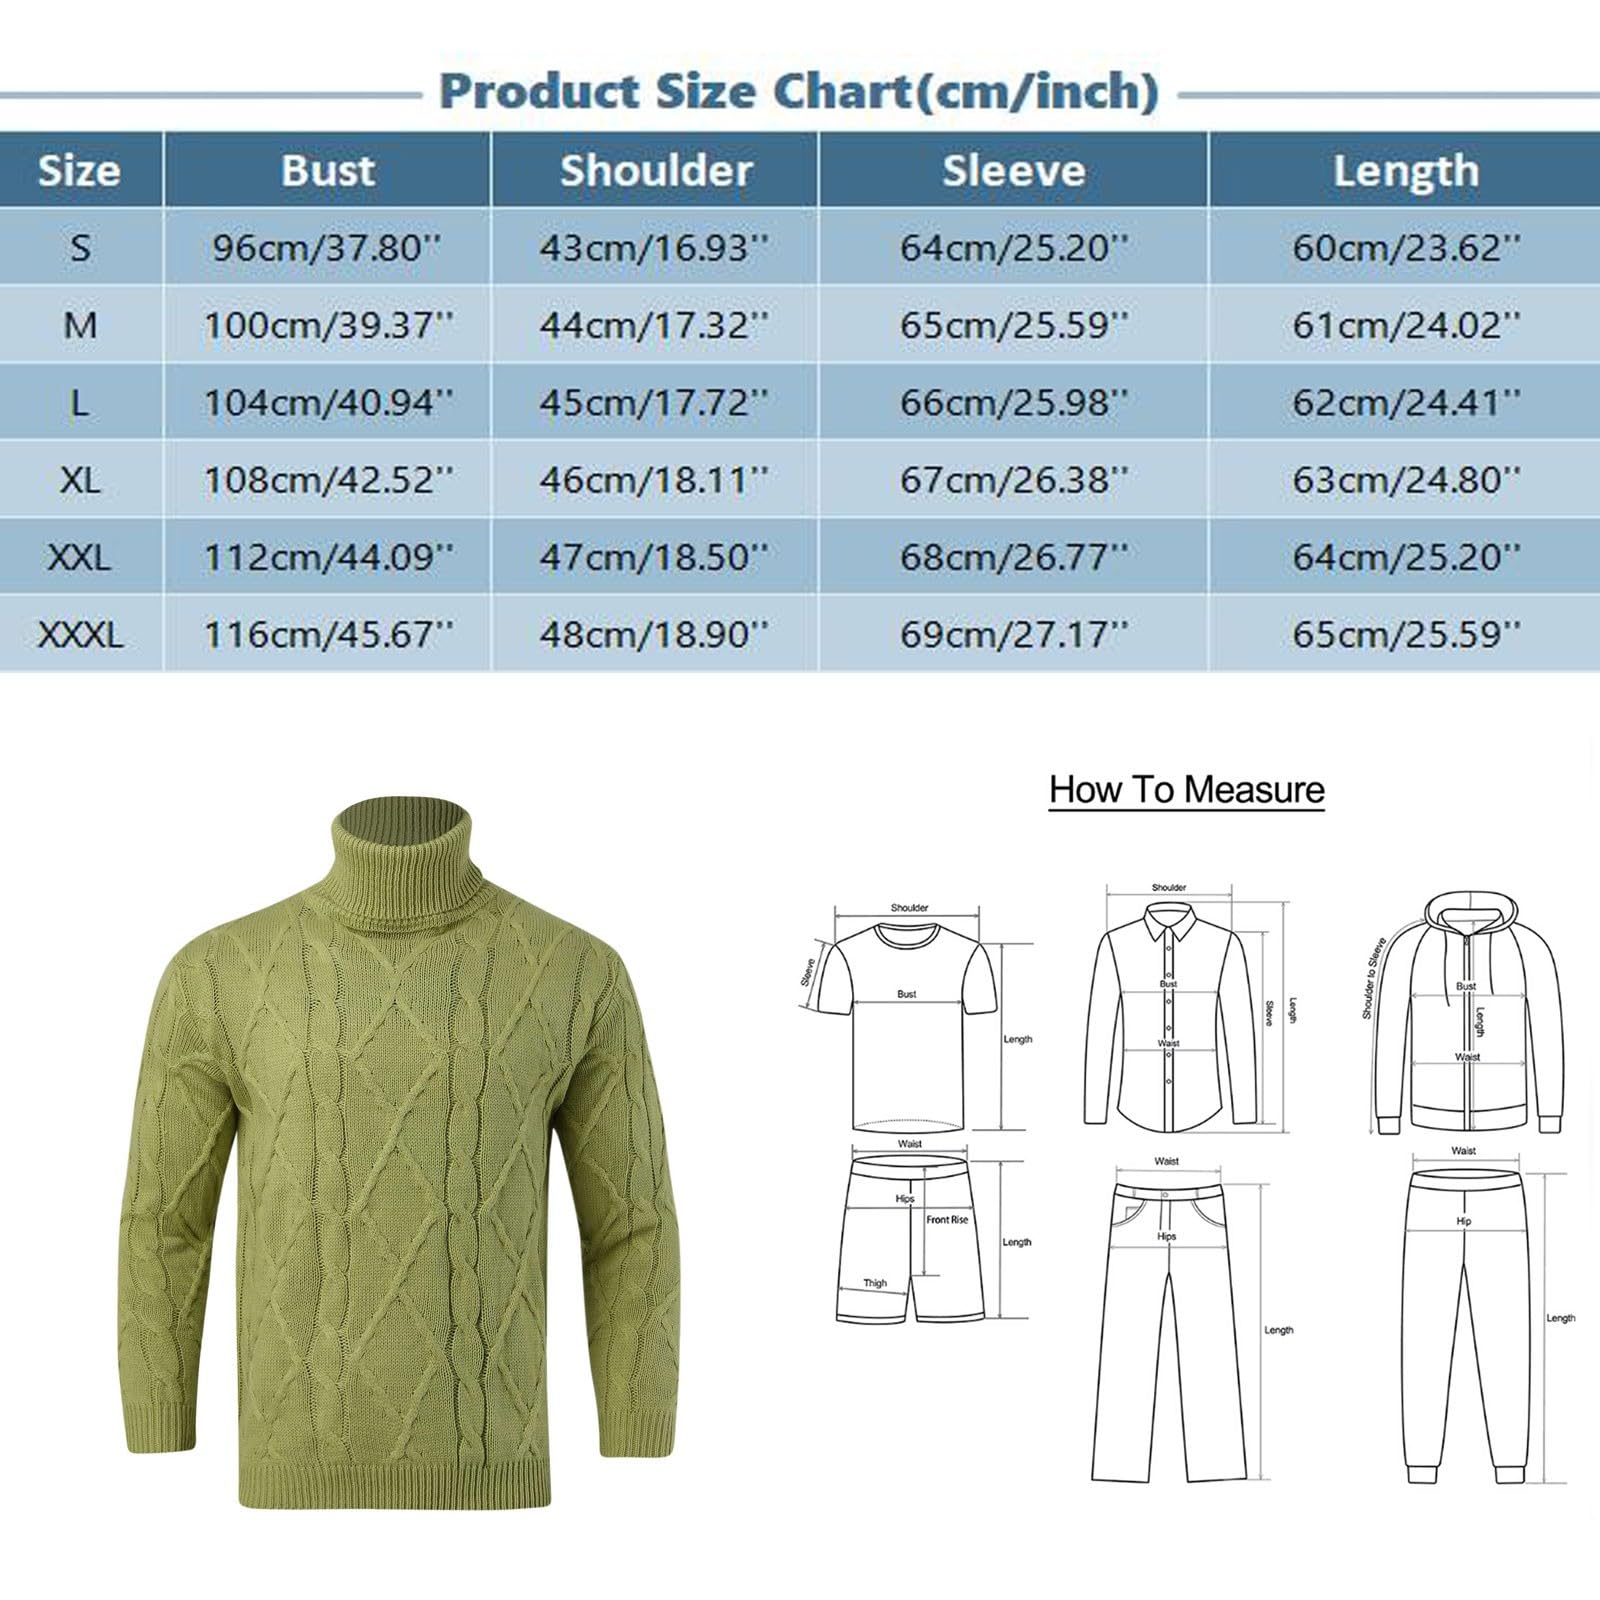 Product Size Chart(cm/inch)
Size Bust Shoulder Sleeve Length
S 96cm/37.80'' 43cm/16.93'' 64cm/25.20'' 60cm/23.62''
M 100cm/39.37'' 44cm/17.32'' 65cm/25.59'' 61cm/24.02''
L 104cm/40.94'' 45cm/17.72'' 66cm/25.98'' 62cm/24.41''
XL 108cm/42.52'' 46cm/18.11'' 67cm/26.38'' 63cm/24.80''
XXL 112cm/44.09'' 47cm/18.50'' 68cm/26.77'' 64cm/25.20''
XXXL 116cm/45.67'' 48cm/18.90'' 69cm/27.17'' 65cm/25.59''
How To Measure
Shoulder
Sleeve
Bust
Length
Shoulder
Bust
Waist
Sleeve
Length
Shoulder to Sleeve
Bust
Length
Waist
Waist
Hips
Front Rise
Thigh
Length
Waist
Hips
Length
Waist
Hip
Length